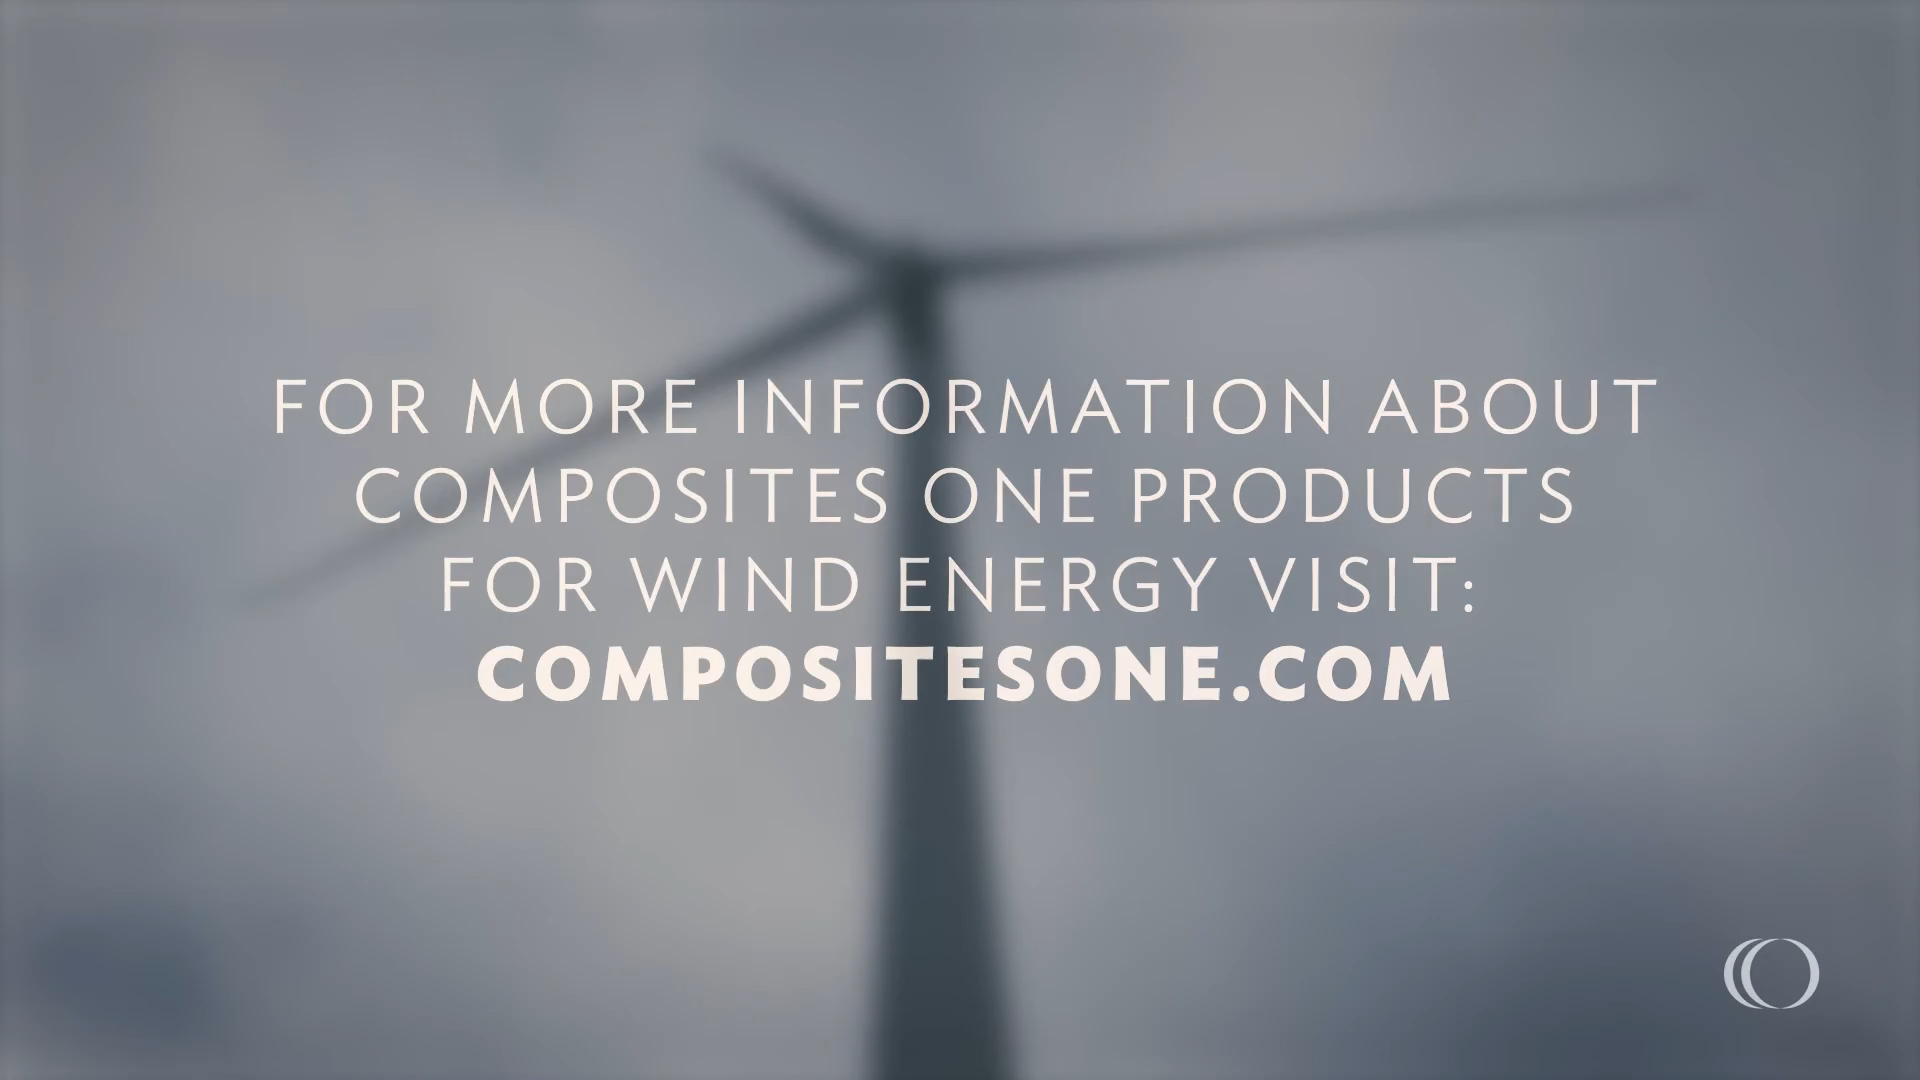 FOR MORE INFORMATION ABOUT
COMPOSITES ONE PRODUCTS
FOR WIND ENERGY VISIT:
COMPOSITESONE.COM